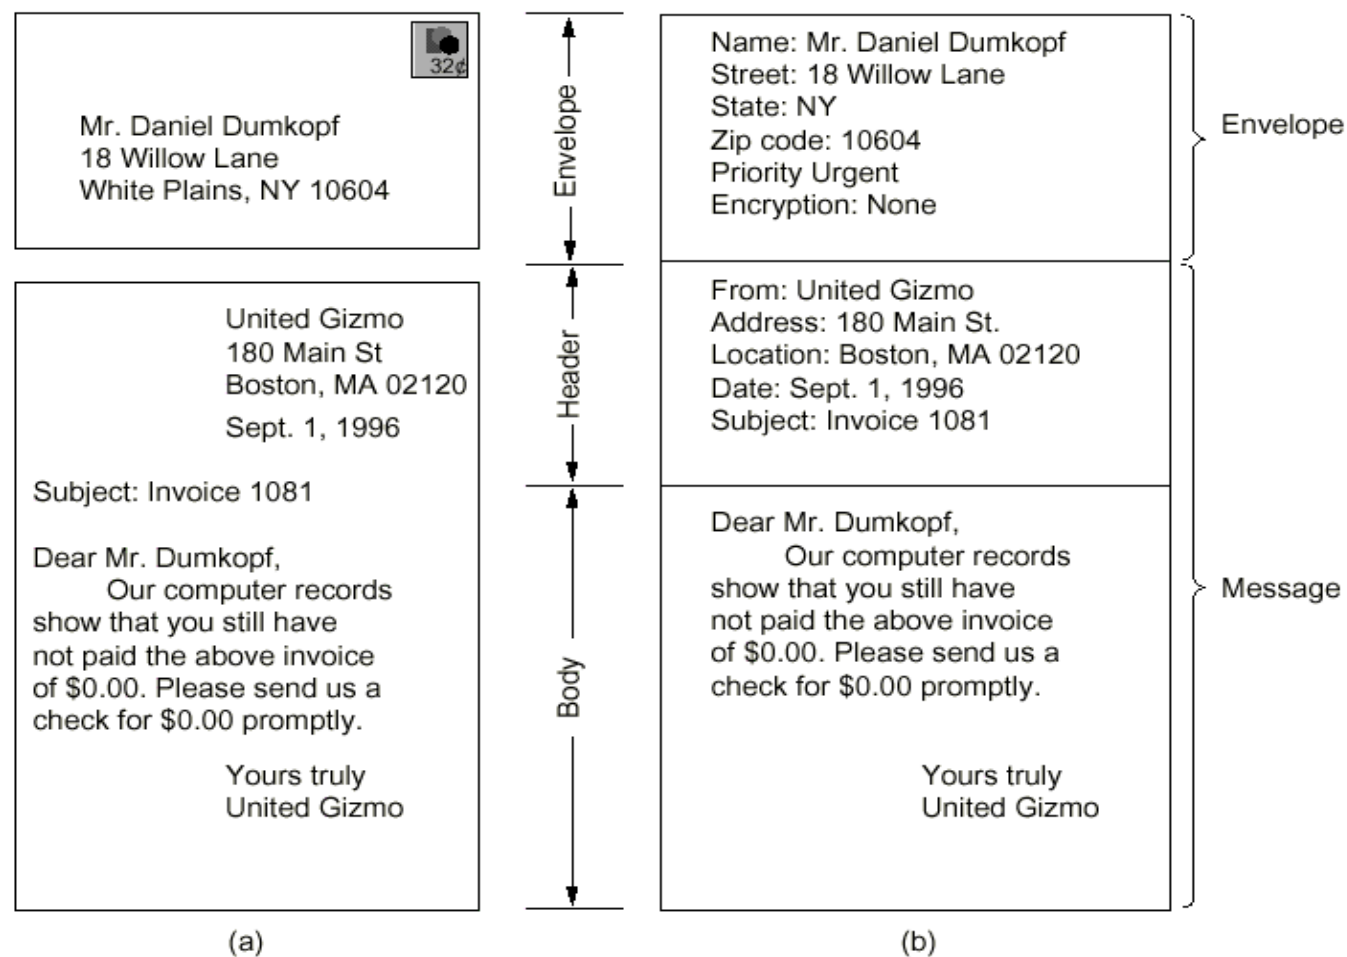 32¢
Mr. Daniel Dumkopf
18 Willow Lane
White Plains, NY 10604
United Gizmo
180 Main St
Boston, MA 02120
Sept. 1, 1996
Subject: Invoice 1081
Dear Mr. Dumkopf,
Our computer records
show that you still have
not paid the above invoice
of $0.00. Please send us a
check for $0.00 promptly.
Yours truly
United Gizmo
(a)
Envelope
Header
Body
Name: Mr. Daniel Dumkopf
Street: 18 Willow Lane
State: NY
Zip code: 10604
Priority Urgent
Encryption: None
From: United Gizmo
Address: 180 Main St.
Location: Boston, MA 02120
Date: Sept. 1, 1996
Subject: Invoice 1081
Dear Mr. Dumkopf,
Our computer records
show that you still have
not paid the above invoice
of $0.00. Please send us a
check for $0.00 promptly.
Yours truly
United Gizmo
(b)
Envelope
Message